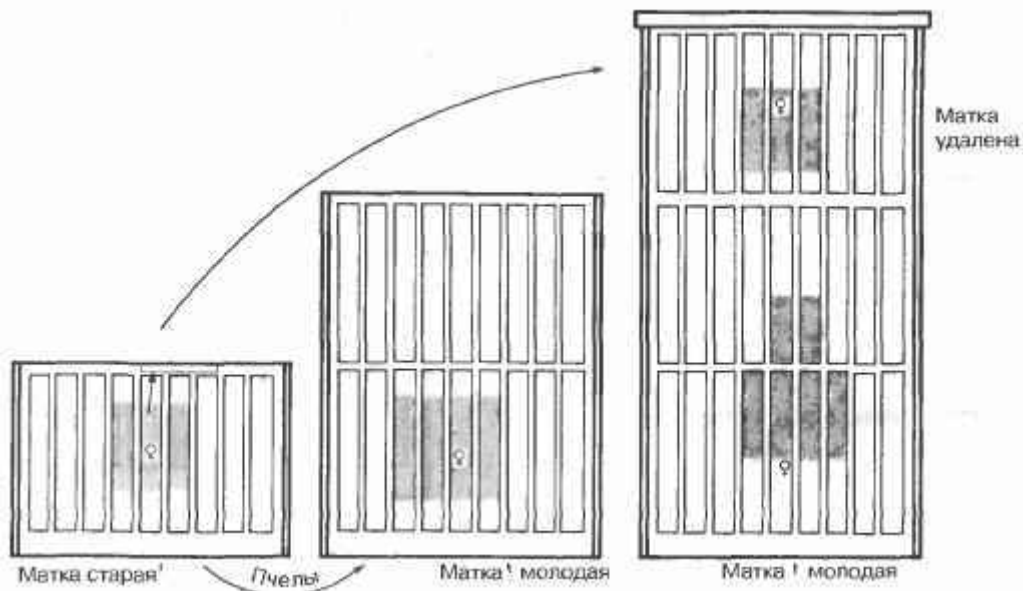 Матка
удалена
Матка старая
Пчелы
Матка молодая
Матка молодая